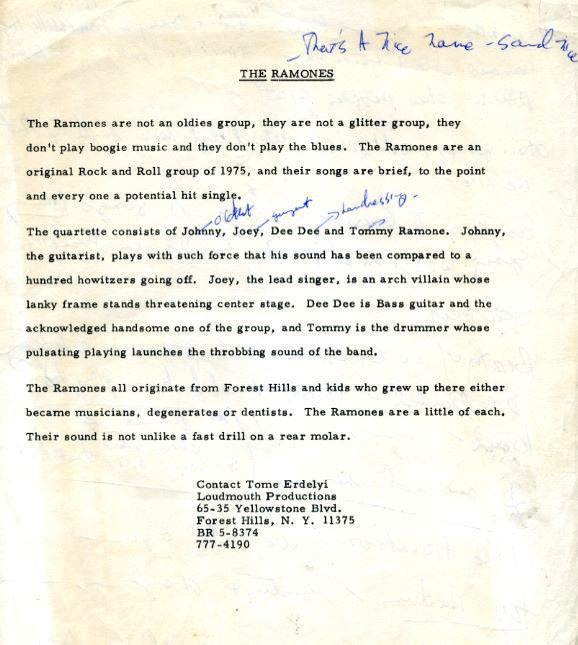 That's A Nice Name - Sand Nice
THE RAMONES
The Ramones are not an oldies group, they are not a glitter group, they
don't play boogie music and they don't play the blues. The Ramones are an
original Rock and Roll group of 1975, and their songs are brief, to the point
and every one a potential hit single.
The quartette consists of Johnny, Joey, Dee Dee and Tommy Ramone. Johnny,
the guitarist, plays with such force that his sound has been compared to a
hundred howitzers going off. Joey, the lead singer, is an arch villain whose
lanky frame stands threatening center stage. Dee Dee is Bass guitar and the
acknowledged handsome one of the group, and Tommy is the drummer whose
pulsating playing launches the throbbing sound of the band.
The Ramones all originate from Forest Hills and kids who grew up there either
became musicians, degenerates or dentists. The Ramones are a little of each.
Their sound is not unlike a fast drill on a rear molar.
Contact Tome Erdelyi
Loudmouth Productions
65-35 Yellowstone Blvd.
Forest Hills, N. Y. 11375
BR 5-8374
777-4190